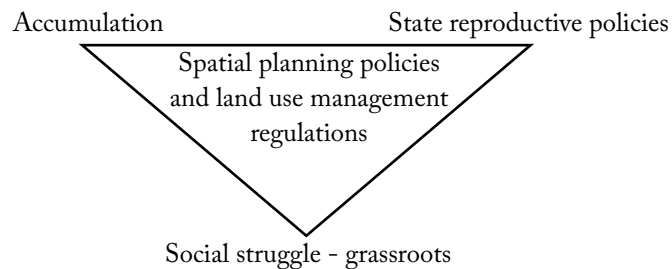 Accumulation
State reproductive policies
Spatial planning policies
and land use management
regulations
Social struggle - grassroots